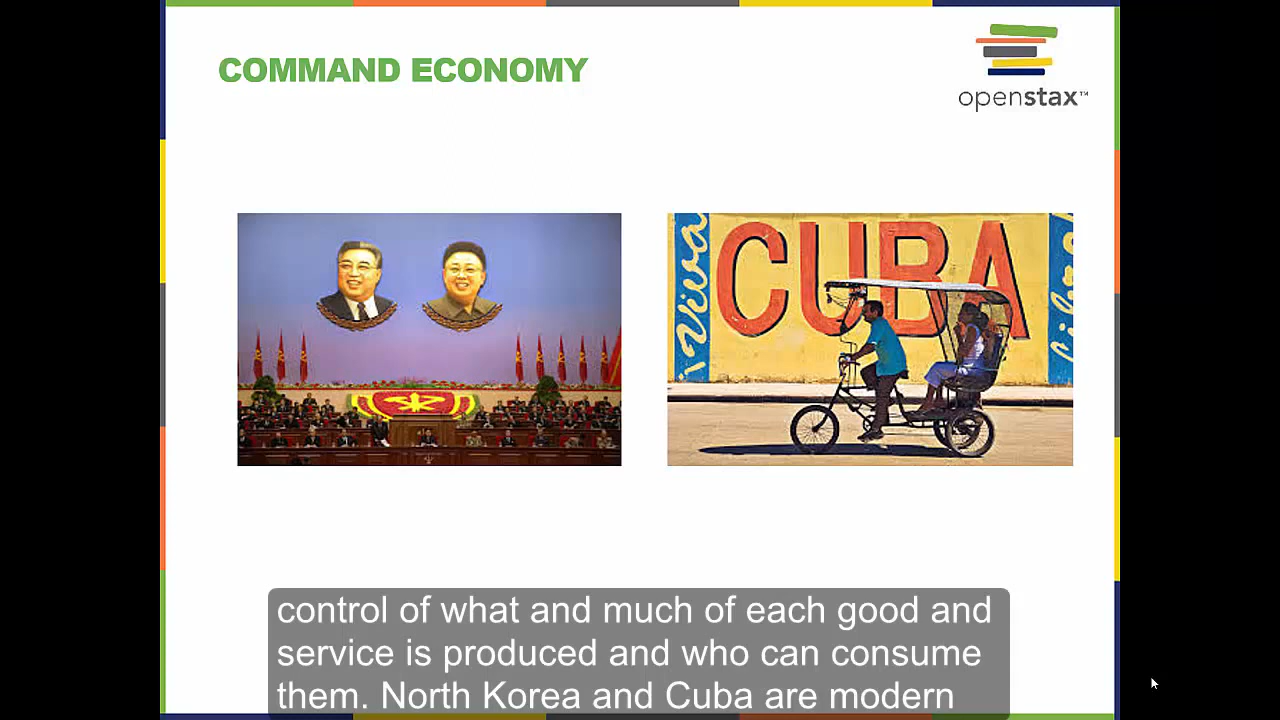 COMMAND ECONOMY
openstax™
¡Viva
CUBA
control of what and much of each good and
service is produced and who can consume
them. North Korea and Cuba are modern